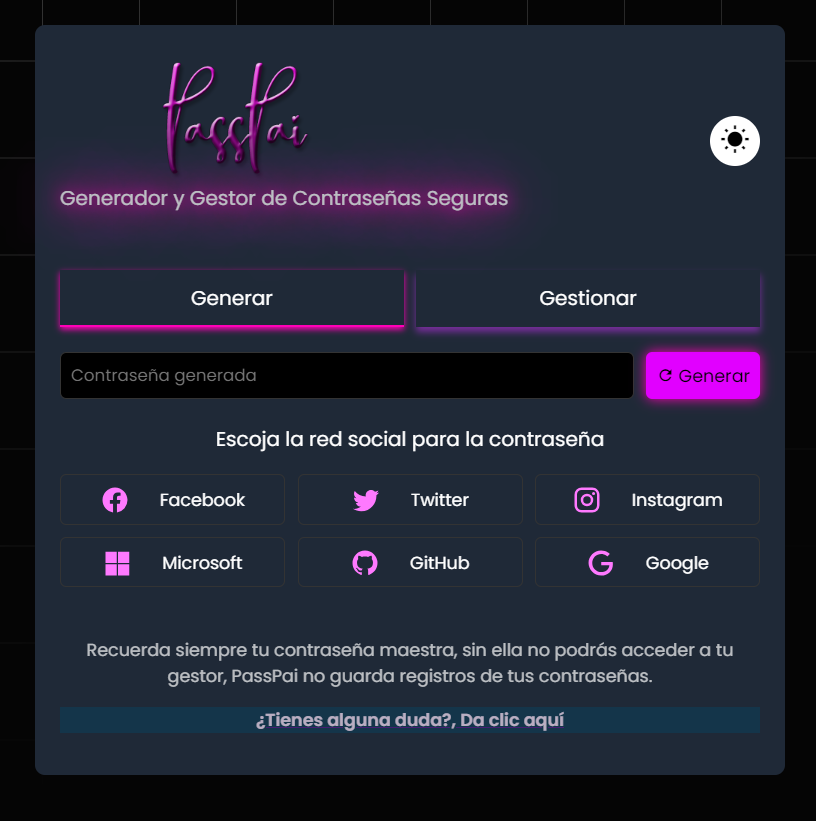 PassPai
Generador y Gestor de Contraseñas Seguras
Generar
Gestionar
Contraseña generada
Generar
Escoja la red social para la contraseña
Facebook
Twitter
Instagram
Microsoft
GitHub
Google
Recuerda siempre tu contraseña maestra, sin ella no podrás acceder a tu
gestor, PassPai no guarda registros de tus contraseñas.
¿Tienes alguna duda?, Da clic aquí